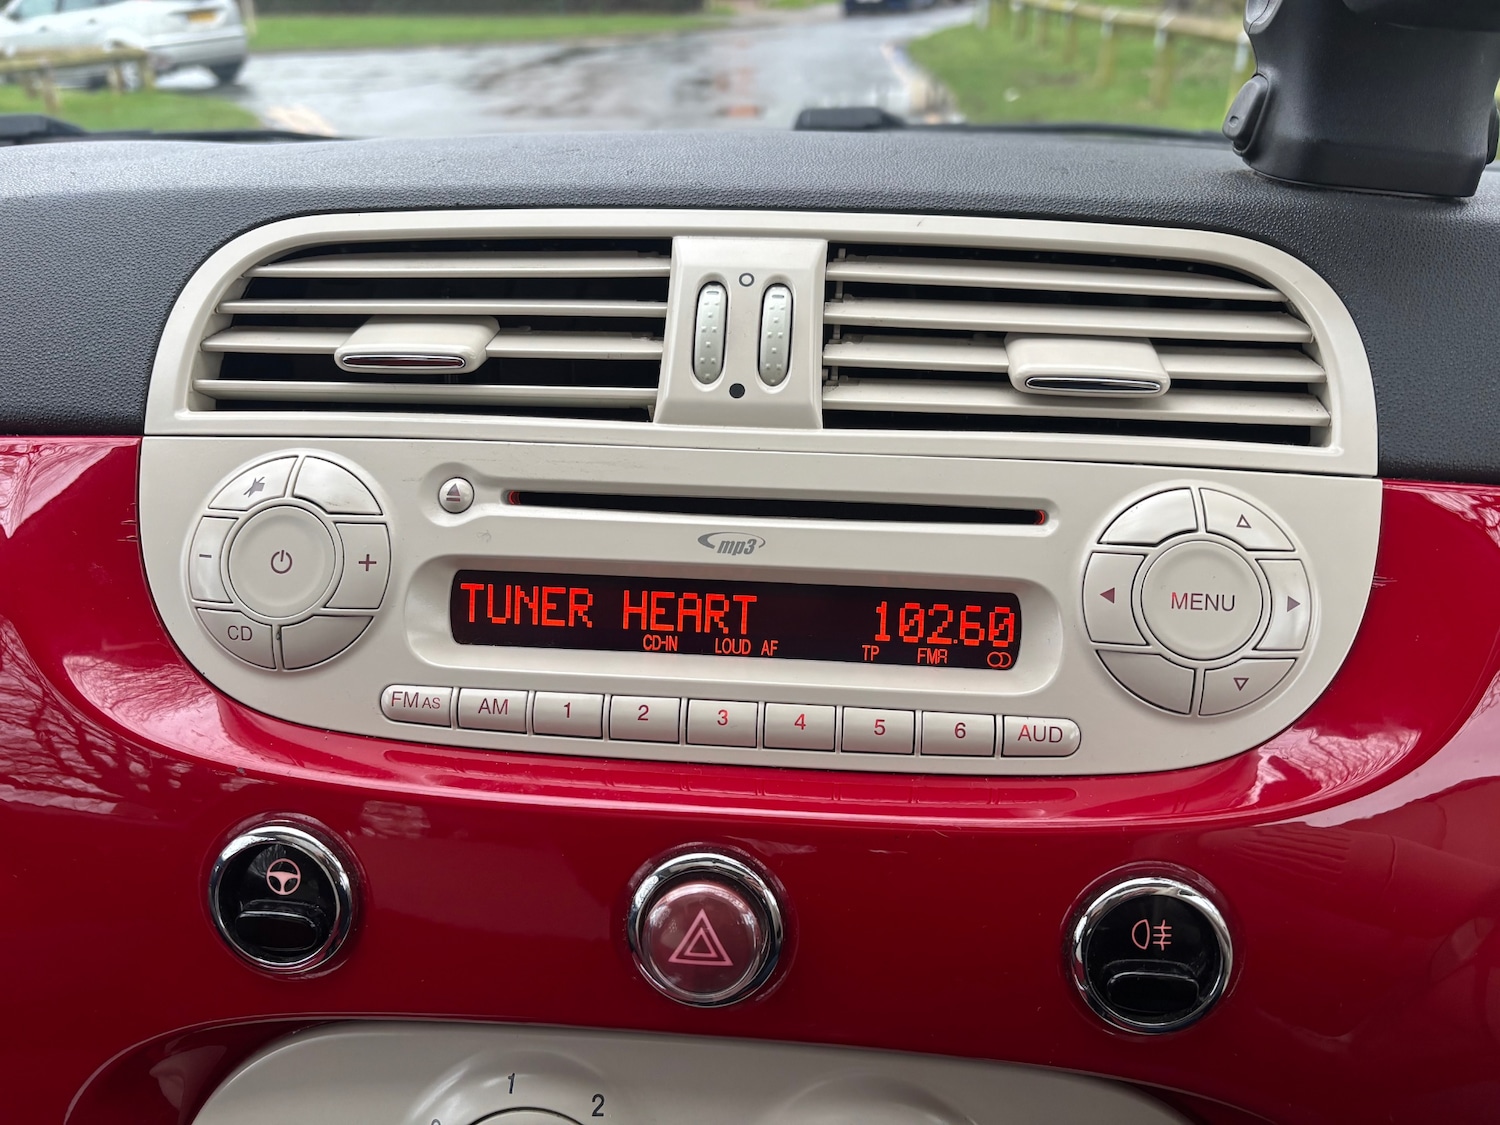 mp3
TUNER HEART 102.60
CD-IN LOUD AF TP FMR
MENU
CD
FM AS AM 1 2 3 4 5 6 AUD
1
2